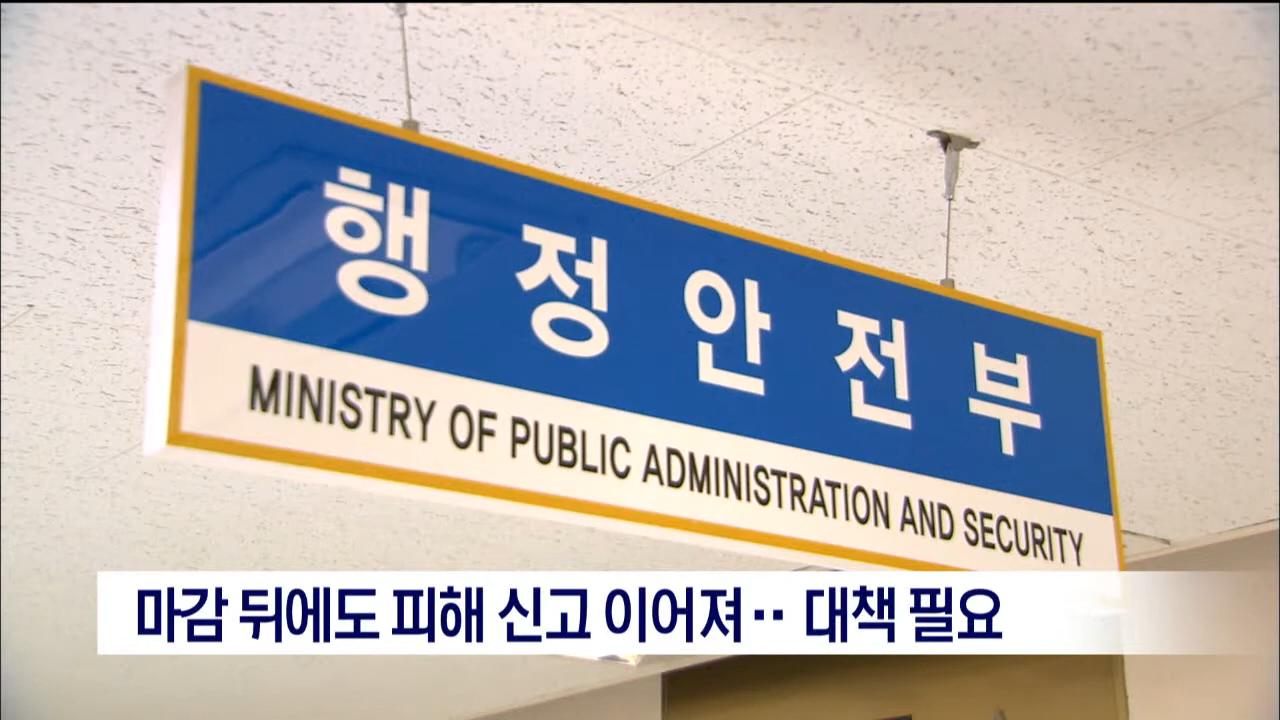 행정안전부
MINISTRY OF PUBLIC ADMINISTRATION AND SECURITY
마감 뒤에도 피해 신고 이어져‥ 대책 필요